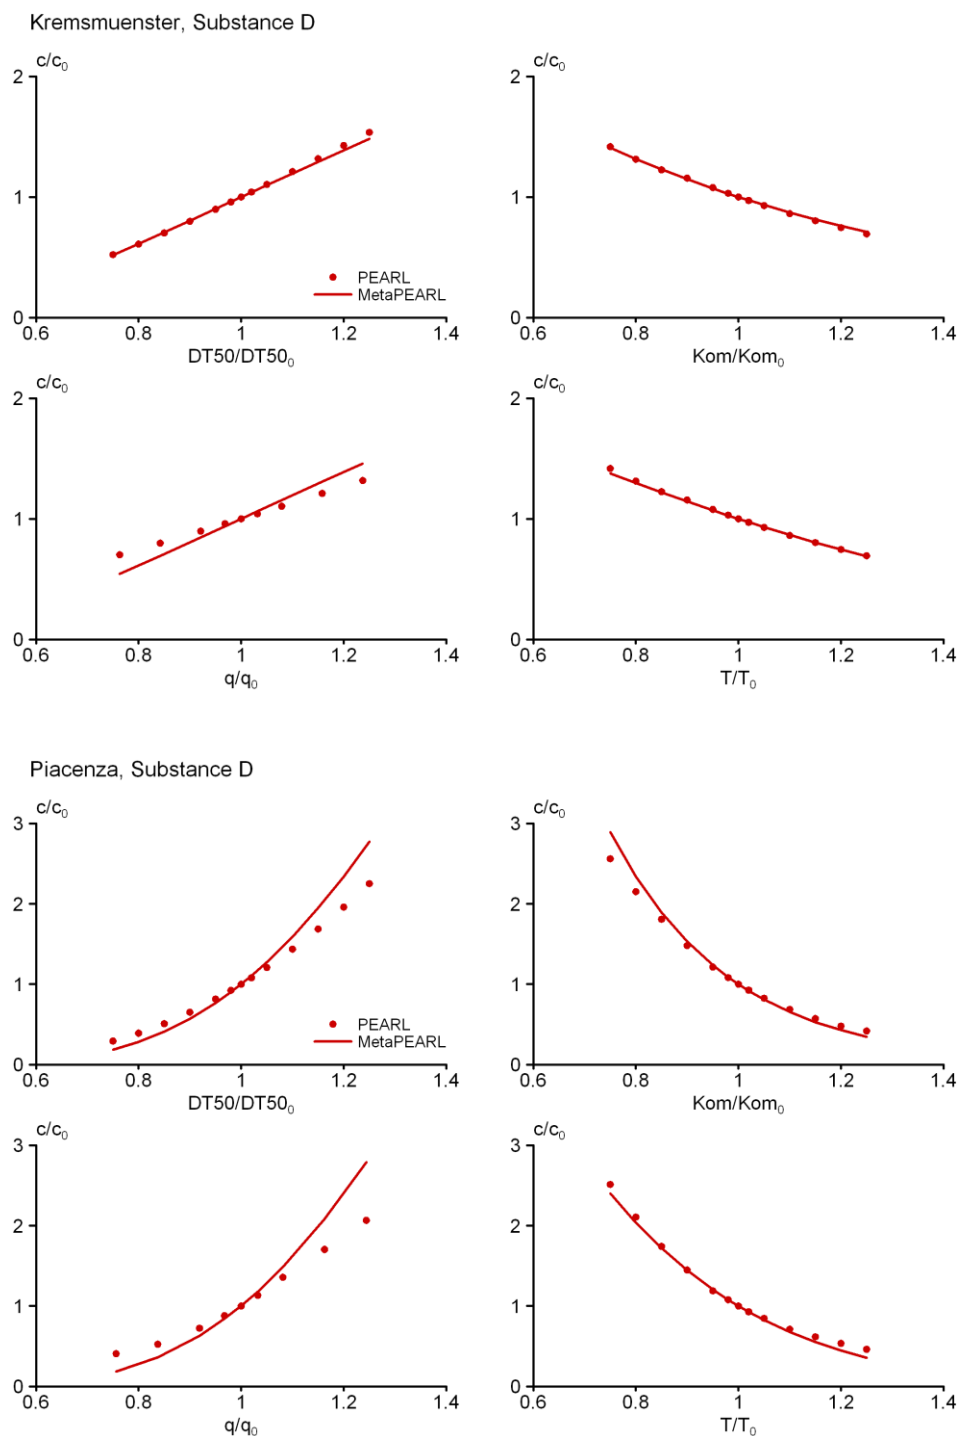 Kremsmuenster, Substance D
c/c₀
2
1
0
0.6 0.8 1 1.2 1.4
DT50/DT50₀
PEARL
MetaPEARL
c/c₀
2
1
0
0.6 0.8 1 1.2 1.4
Kom/Kom₀
c/c₀
2
1
0
0.6 0.8 1 1.2 1.4
q/q₀
c/c₀
2
1
0
0.6 0.8 1 1.2 1.4
T/T₀
Piacenza, Substance D
c/c₀
3
2
1
0
0.6 0.8 1 1.2 1.4
DT50/DT50₀
PEARL
MetaPEARL
c/c₀
3
2
1
0
0.6 0.8 1 1.2 1.4
Kom/Kom₀
c/c₀
3
2
1
0
0.6 0.8 1 1.2 1.4
q/q₀
c/c₀
3
2
1
0
0.6 0.8 1 1.2 1.4
T/T₀